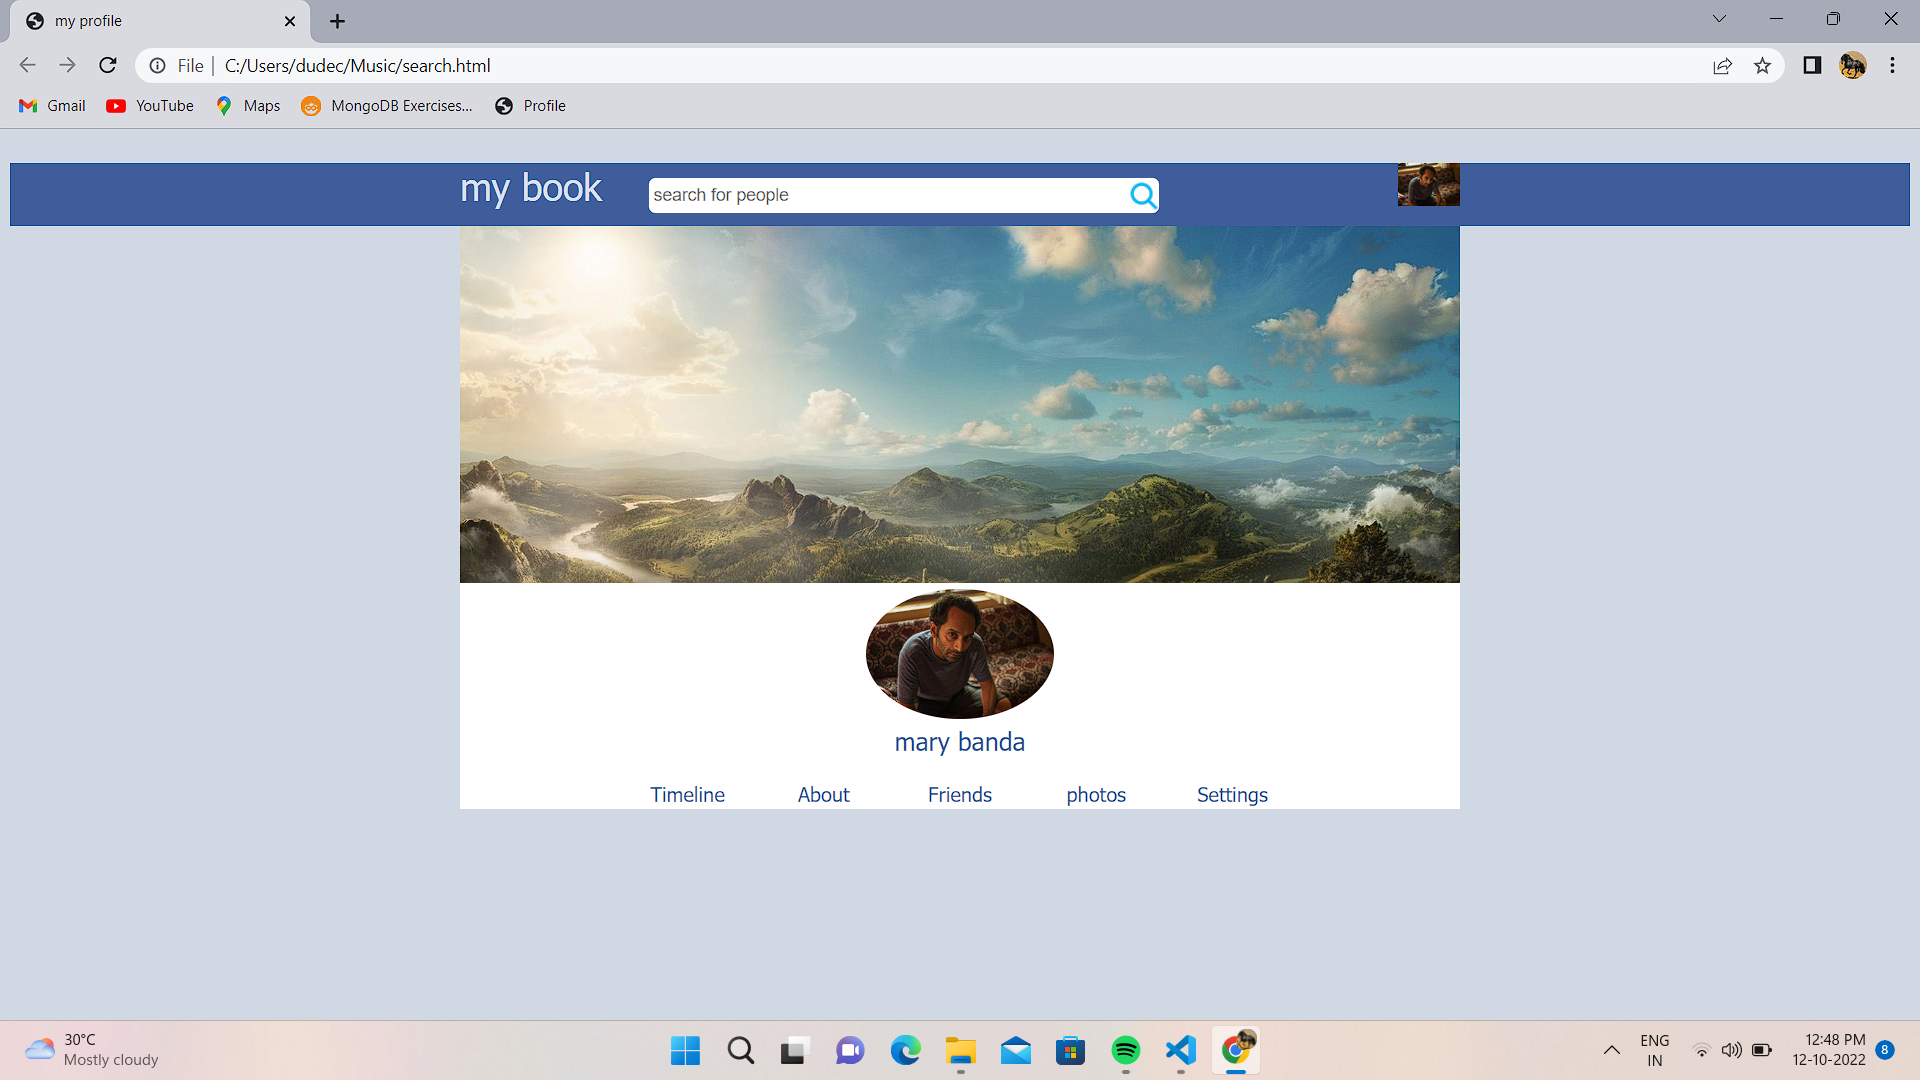 my profile
File
C:/Users/dudec/Music/search.html
Gmail
YouTube
Maps
MongoDB Exercises...
Profile
my book
search for people
mary banda
Timeline
About
Friends
photos
Settings
30°C
Mostly cloudy
ENG
IN
12:48 PM
12-10-2022
8